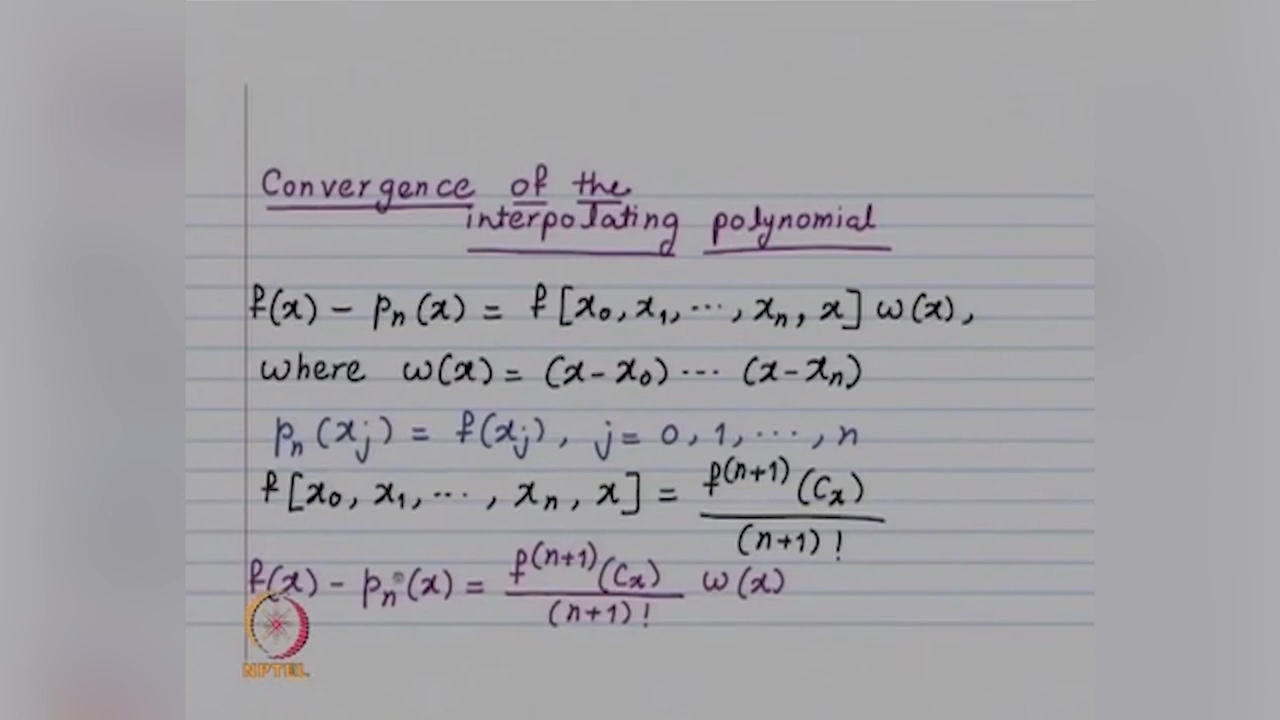 Convergence of the
interpolating polynomial
f(x) - pₙ(x) = f[x₀, x₁, ⋯, xₙ, x] ω(x),
where ω(x) = (x-x₀) ⋯ (x-xₙ)
pₙ(xⱼ) = f(xⱼ), j = 0, 1, ⋯, n
f[x₀, x₁, ⋯, xₙ, x] = f⁽ⁿ⁺¹⁾(cₓ) / (n+1)!
f(x) - pₙ(x) = f⁽ⁿ⁺¹⁾(cₓ) / (n+1)! ω(x)
NPTEL